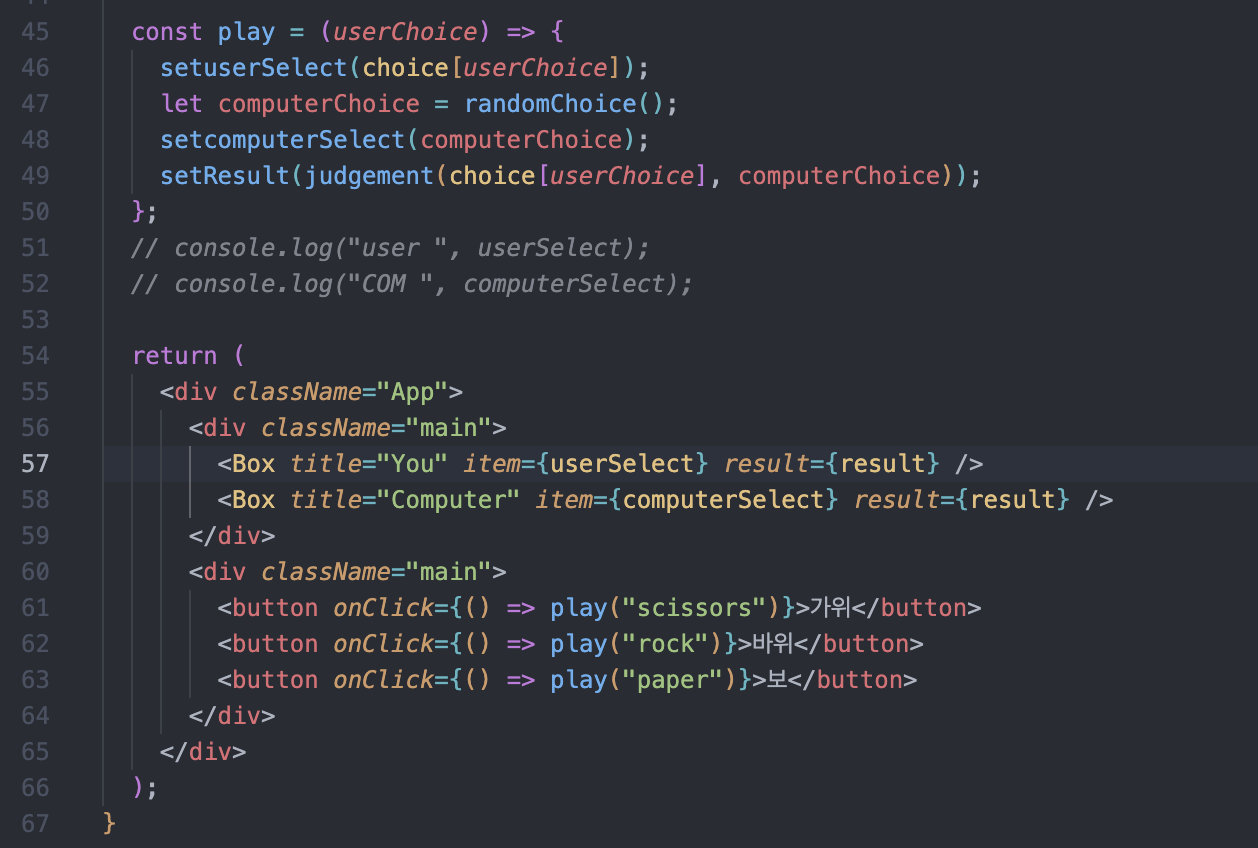 45 const play = (userChoice) => {
46 setuserSelect(choice[userChoice]);
47 let computerChoice = randomChoice();
48 setcomputerSelect(computerChoice);
49 setResult(judgement(choice[userChoice], computerChoice));
50 };
51 // console.log("user ", userSelect);
52 // console.log("COM ", computerSelect);
53
54 return (
55 <div className="App">
56 <div className="main">
57 <Box title="You" item={userSelect} result={result} />
58 <Box title="Computer" item={computerSelect} result={result} />
59 </div>
60 <div className="main">
61 <button onClick={() => play("scissors")}>가위</button>
62 <button onClick={() => play("rock")}>바위</button>
63 <button onClick={() => play("paper")}>보</button>
64 </div>
65 </div>
66 );
67 }